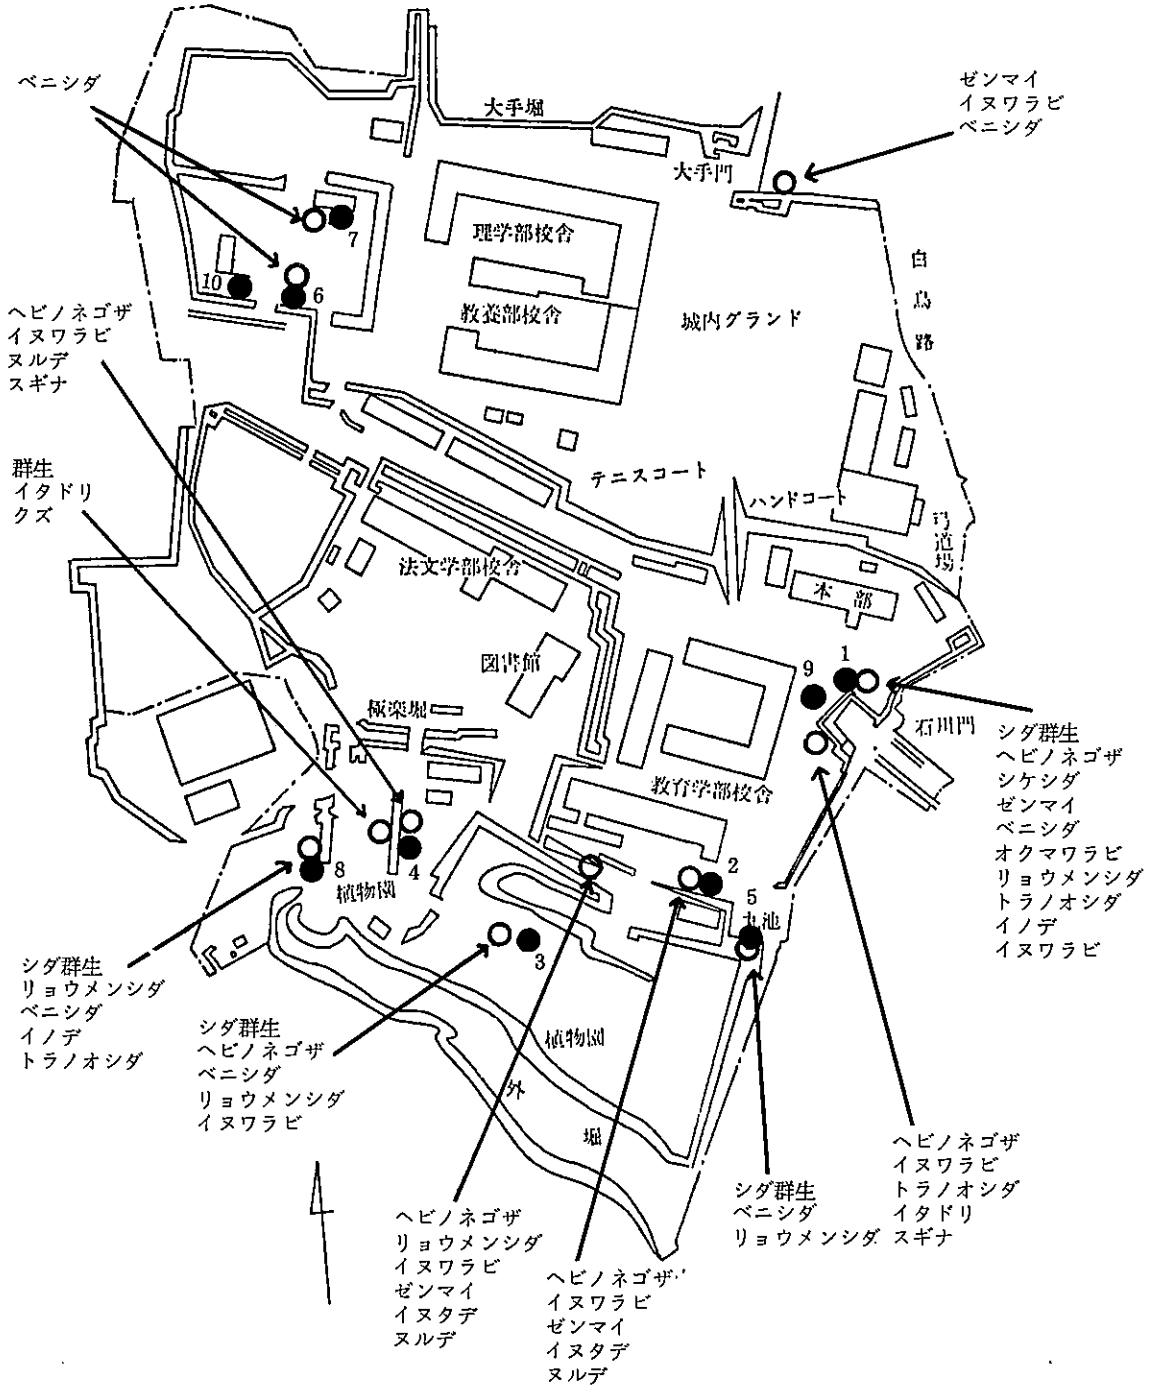 ベニシダ
大手堀
ゼンマイ
イヌワラビ
ベニシダ
大手門
7
理学部校舎
白鳥路
10
6
ヘビノネゴザ
イヌワラビ
ヌルデ
スギナ
教養部校舎
城内グランド
群生
イタドリ
クズ
テニスコート
ハンドコート
弓道場
法文学部校舎
本部
図書館
9
1
極楽堀
石川門
シダ群生
ヘビノネゴザ
シケシダ
ゼンマイ
ベニシダ
オクマワラビ
リョウメンシダ
トラノオシダ
イノデ
イヌワラビ
教育学部校舎
8
4
植物園
2
5
丸池
3
シダ群生
リョウメンシダ
ベニシダ
イノデ
トラノオシダ
シダ群生
ヘビノネゴザ
ベニシダ
リョウメンシダ
イヌワラビ
植物園
外堀
ヘビノネゴザ
イヌワラビ
トラノオシダ
イタドリ
スギナ
シダ群生
ベニシダ
リョウメンシダ
ヘビノネゴザ
リョウメンシダ
イヌワラビ
ゼンマイ
イヌタデ
ヌルデ
ヘビノネゴザ
イヌワラビ
ゼンマイ
イヌタデ
ヌルデ